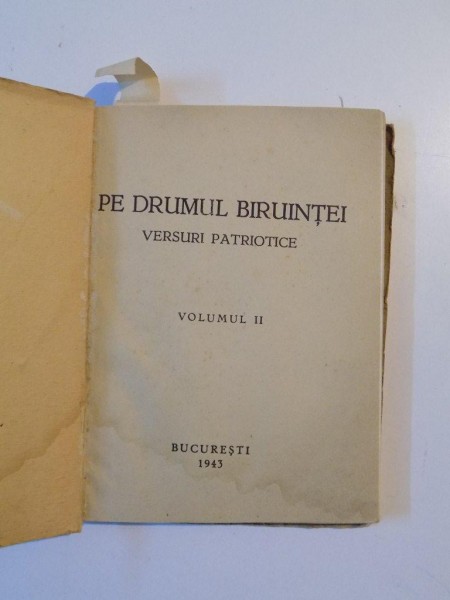 PE DRUMUL BIRUINȚEI
VERSURI PATRIOTICE
VOLUMUL II
BUCUREȘTI
1943